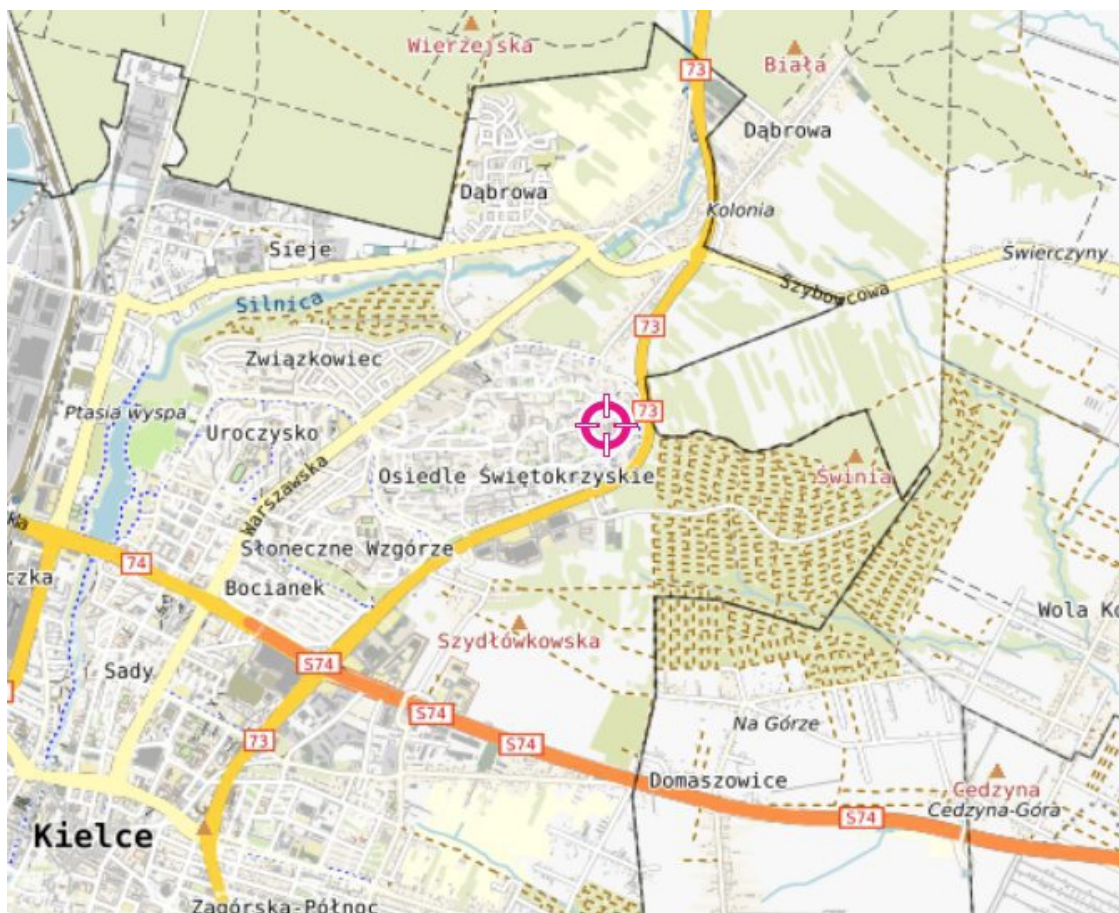 Wierzejska
73
Biała
Dąbrowa
Dąbrowa
Kolonia
Sieje
Świerczyny
Silnica
Szybowcowa
73
Związkowiec
Ptasia wyspa
73
Uroczysko
Osiedle Świętokrzyskie
Świnia
Warszawska
ka
74
Słoneczne Wzgórze
czka
Bocianek
Wola Ko
Szydłówkowska
Sady
S74
S74
Na Górze
73
S74
Domaszowice
Cedzyna
Cedzyna-Góra
S74
Kielce
Zagórska-Północ